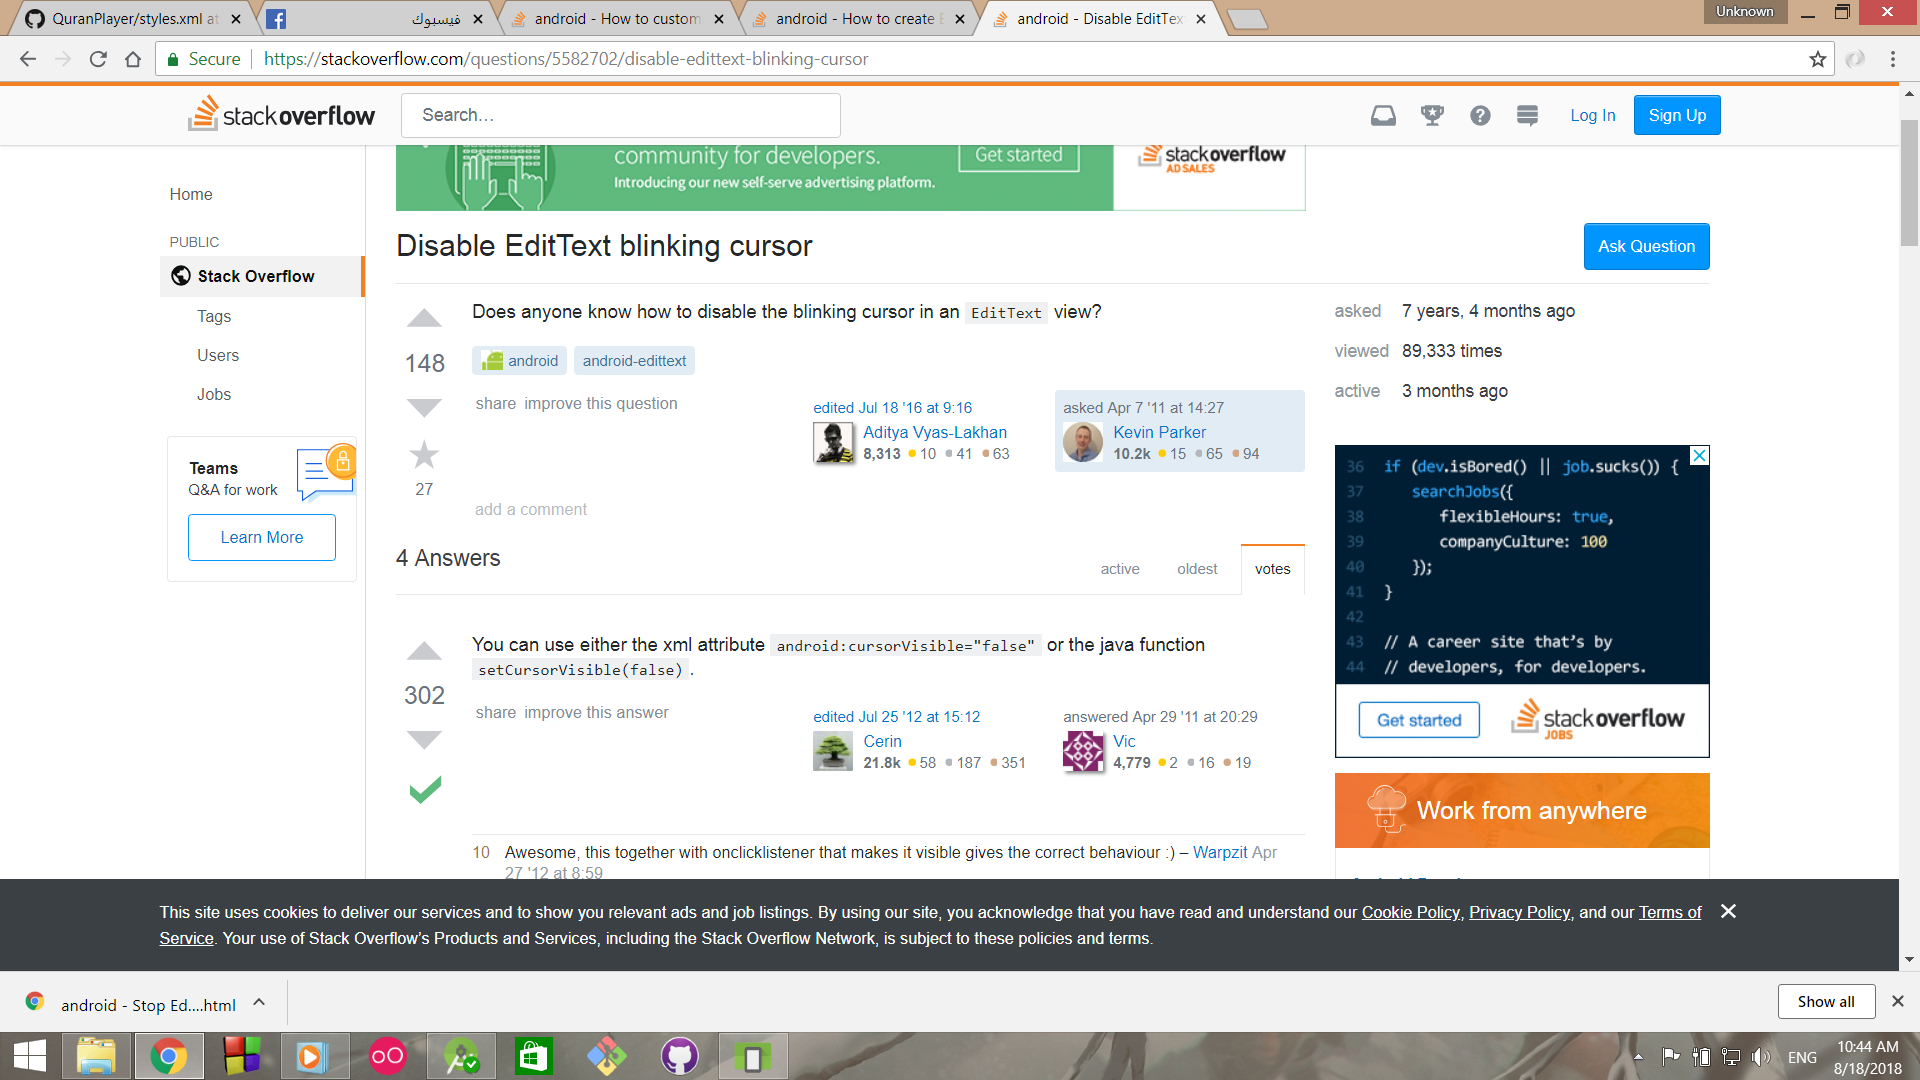 QuranPlayer/styles.xml at
فيسبوك
android - How to custom
android - How to create E
android - Disable EditTex
Unknown
Secure
https://stackoverflow.com/questions/5582702/disable-edittext-blinking-cursor
stackoverflow
Search...
Log In
Sign Up
community for developers.
Introducing our new self-serve advertising platform.
Get started
stackoverflow
AD SALES
Home
PUBLIC
Stack Overflow
Tags
Users
Jobs
Teams
Q&A for work
Learn More
Disable EditText blinking cursor
Ask Question
Does anyone know how to disable the blinking cursor in an EditText view?
148
android
android-edittext
share improve this question
edited Jul 18 '16 at 9:16
Aditya Vyas-Lakhan
8,313 10 41 63
asked Apr 7 '11 at 14:27
Kevin Parker
10.2k 15 65 94
27
add a comment
asked 7 years, 4 months ago
viewed 89,333 times
active 3 months ago
4 Answers
active
oldest
votes
You can use either the xml attribute android:cursorVisible="false" or the java function
setCursorVisible(false).
302
share improve this answer
edited Jul 25 '12 at 15:12
Cerin
21.8k 58 187 351
answered Apr 29 '11 at 20:29
Vic
4,779 2 16 19
10 Awesome, this together with onclicklistener that makes it visible gives the correct behaviour :) – Warpzit Apr
27 '12 at 8:59
36 if (dev.isBored() || job.sucks()) {
37 searchJobs({
38 flexibleHours: true,
39 companyCulture: 100
40 });
41 }
42
43 // A career site that's by
44 // developers, for developers.
Get started
stackoverflow
JOBS
Work from anywhere
This site uses cookies to deliver our services and to show you relevant ads and job listings. By using our site, you acknowledge that you have read and understand our Cookie Policy, Privacy Policy, and our Terms of
Service. Your use of Stack Overflow's Products and Services, including the Stack Overflow Network, is subject to these policies and terms.
android - Stop Ed....html
Show all
ENG
10:44 AM
8/18/2018